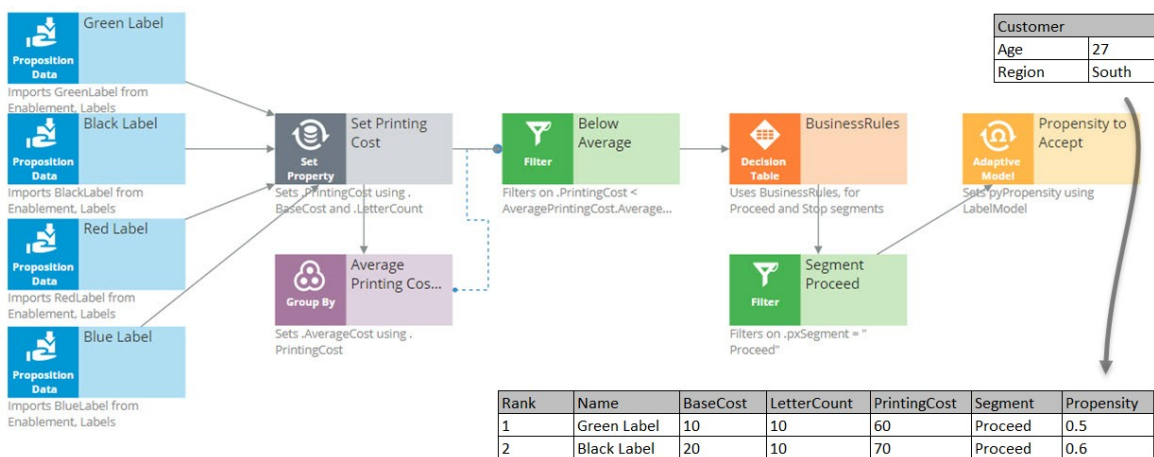 Green Label
Proposition
Data
Imports GreenLabel from
Enablement, Labels
Black Label
Proposition
Data
Imports BlackLabel from
Enablement, Labels
Red Label
Proposition
Data
Imports RedLabel from
Enablement, Labels
Blue Label
Proposition
Data
Imports BlueLabel from
Enablement, Labels
Set Printing
Cost
Set
Property
Sets .PrintingCost using .
BaseCost and .LetterCount
Average
Printing Cos...
Group By
Sets .AverageCost using .
PrintingCost
Below
Average
Filter
Filters on .PrintingCost <
AveragePrintingCost.Average...
BusinessRules
Decision
Table
Uses BusinessRules, for
Proceed and Stop segments
Segment
Proceed
Filter
Filters on .pxSegment = "
Proceed"
Propensity to
Accept
Adaptive
Model
Sets pyPropensity using
LabelModel
Customer
Age 27
Region South
Rank Name BaseCost LetterCount PrintingCost Segment Propensity
1 Green Label 10 10 60 Proceed 0.5
2 Black Label 20 10 70 Proceed 0.6